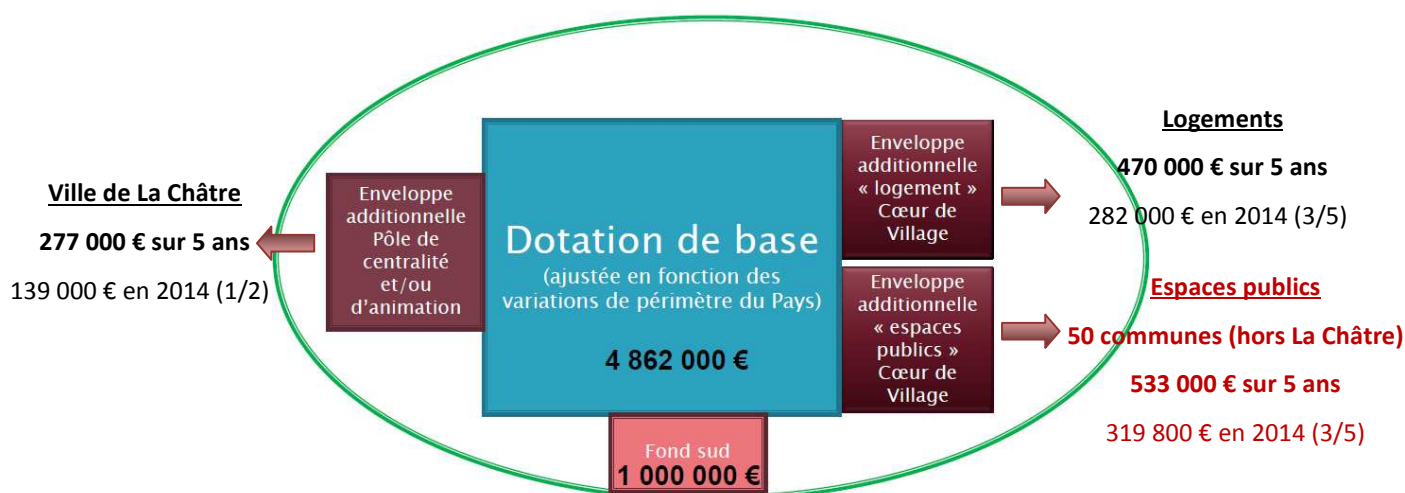 Ville de La Châtre
277 000 € sur 5 ans
139 000 € en 2014 (1/2)
Enveloppe
additionnelle
Pôle de
centralité
et/ou
d’animation
Dotation de base
(ajustée en fonction des
variations de périmètre du Pays)
4 862 000 €
Fond sud
1 000 000 €
Enveloppe
additionnelle
« logement »
Cœur de
Village
Enveloppe
additionnelle
« espaces
publics »
Cœur de
Village
Logements
470 000 € sur 5 ans
282 000 € en 2014 (3/5)
Espaces publics
50 communes (hors La Châtre)
533 000 € sur 5 ans
319 800 € en 2014 (3/5)